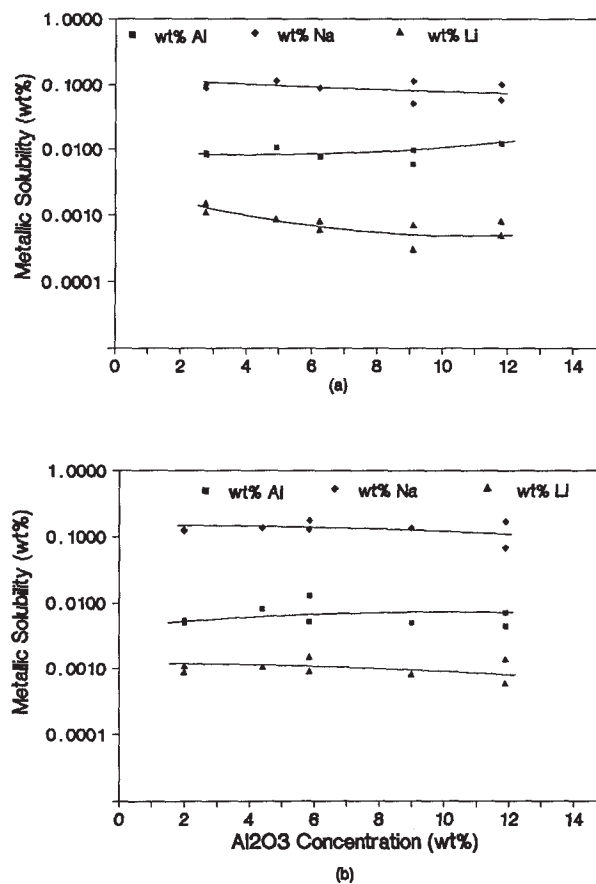 1.0000
wt% Al wt% Na wt% Li
0.1000
0.0100
0.0010
0.0001
Metallic Solubility (wt%)
0 2 4 6 8 10 12 14
(a)
1.0000
wt% Al wt% Na wt% Li
0.1000
0.0100
0.0010
0.0001
Metallic Solubility (wt%)
0 2 4 6 8 10 12 14
Al2O3 Concentration (wt%)
(b)